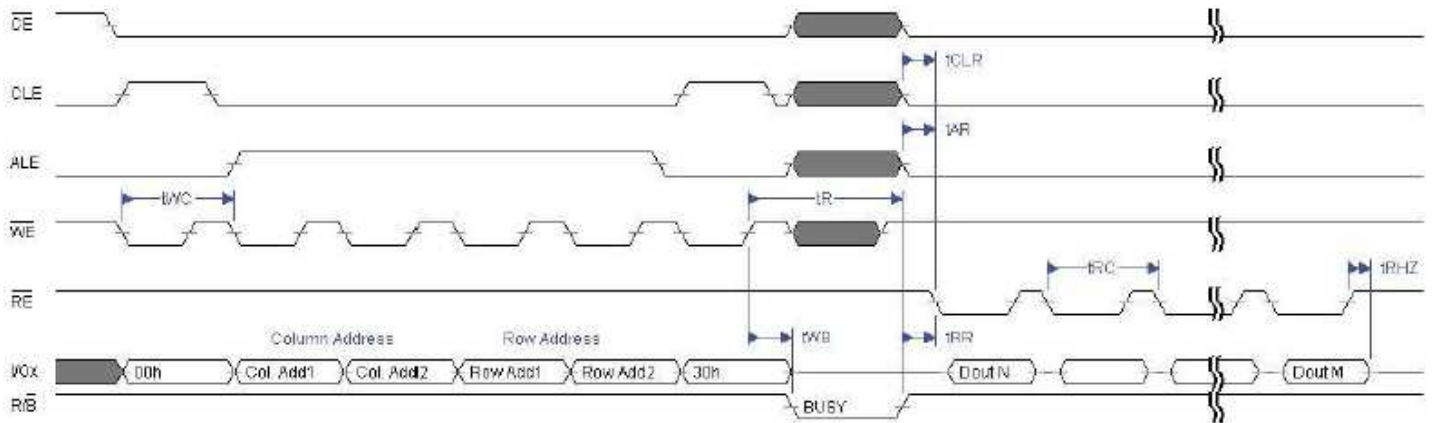 CE
tCLR
CLE
tAR
ALE
tWC
tR
WE
tRC
tRHZ
RE
Column Address
Row Address
tWB
tRR
I/Ox
00h
Col. Add1
Col. Add2
Row Add1
Row Add2
30h
Dout N
Dout M
R/B
BUSY